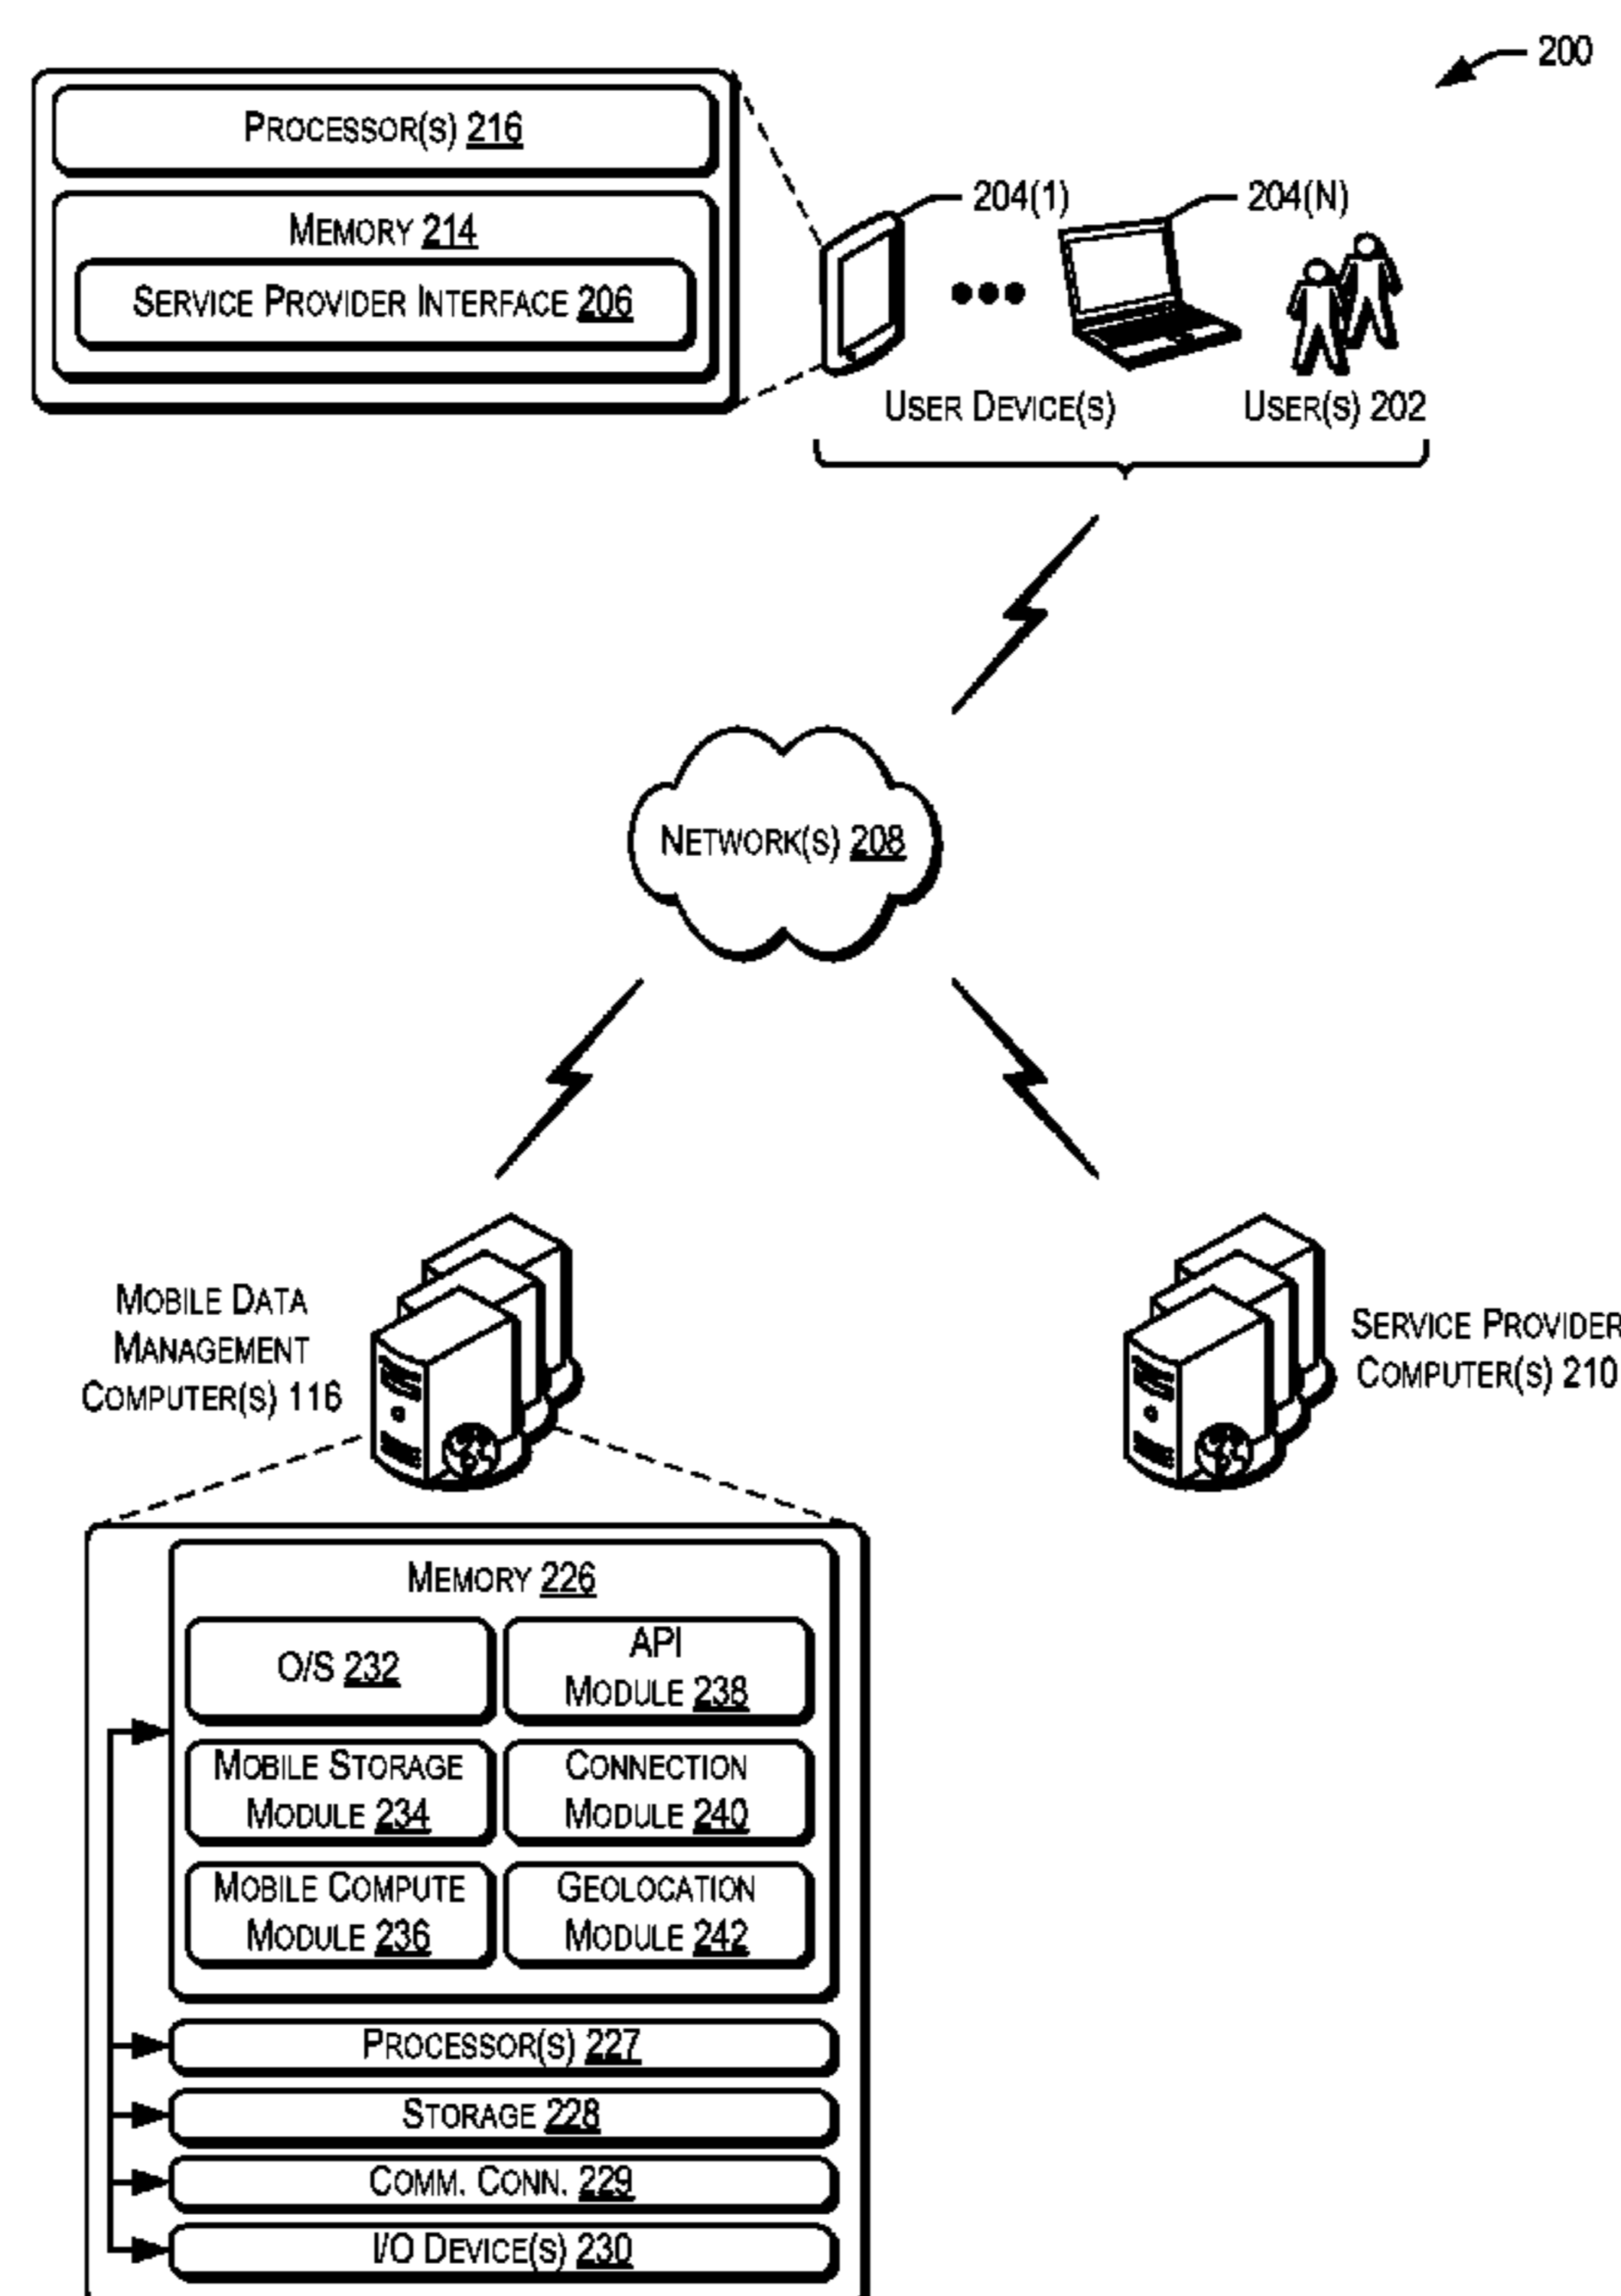 200
PROCESSOR(S) 216
MEMORY 214
SERVICE PROVIDER INTERFACE 206
204(1)
204(N)
USER DEVICE(S)
USER(S) 202
NETWORK(S) 208
MOBILE DATA
MANAGEMENT
COMPUTER(S) 116
SERVICE PROVIDER
COMPUTER(S) 210
MEMORY 226
O/S 232
API
MODULE 238
MOBILE STORAGE
MODULE 234
CONNECTION
MODULE 240
MOBILE COMPUTE
MODULE 236
GEOLOCATION
MODULE 242
PROCESSOR(S) 227
STORAGE 228
COMM. CONN. 229
I/O DEVICE(S) 230